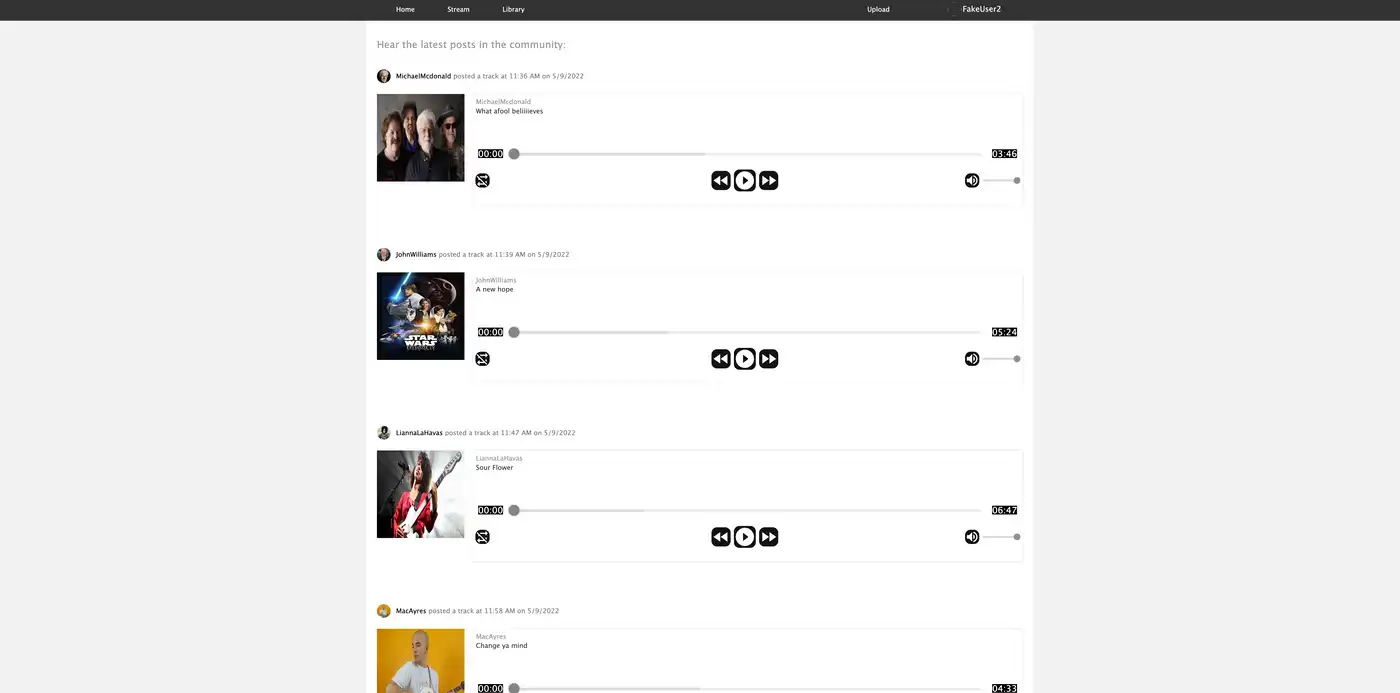 Home Stream Library Upload FakeUser2
Hear the latest posts in the community:
MichaelMcdonald posted a track at 11:36 AM on 5/9/2022
MichaelMcdonald
What afool beliiiieves
00:00 03:46
JohnWilliams posted a track at 11:39 AM on 5/9/2022
JohnWilliams
A new hope
STAR WARS
00:00 05:24
LiannaLaHavas posted a track at 11:47 AM on 5/9/2022
LiannaLaHavas
Sour Flower
00:00 06:47
MacAyres posted a track at 11:58 AM on 5/9/2022
MacAyres
Change ya mind
00:00 04:33